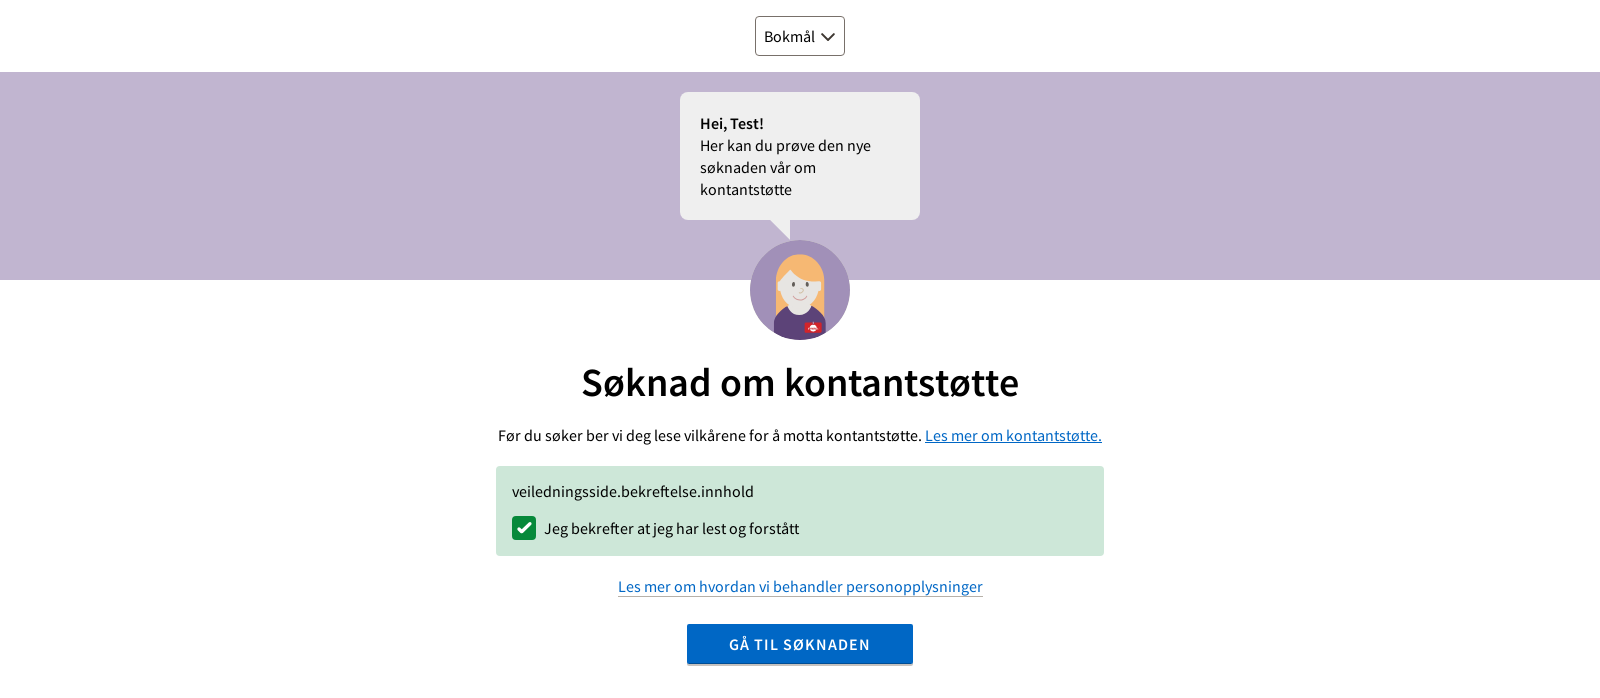 Bokmål
Hei, Test!
Her kan du prøve den nye
søknaden vår om
kontantstøtte
Søknad om kontantstøtte
Før du søker ber vi deg lese vilkårene for å motta kontantstøtte. Les mer om kontantstøtte.
veiledningsside.bekreftelse.innhold
Jeg bekrefter at jeg har lest og forstått
Les mer om hvordan vi behandler personopplysninger
GÅ TIL SØKNADEN